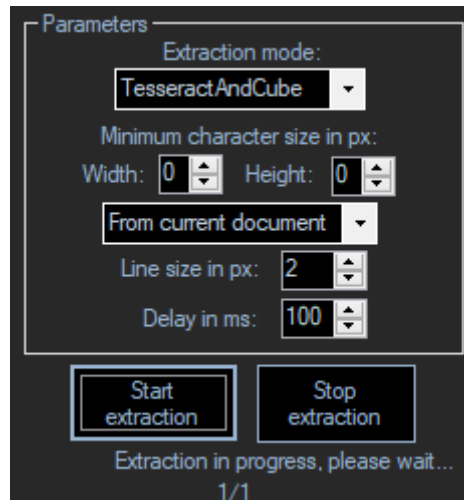 Parameters
Extraction mode:
TesseractAndCube
Minimum character size in px:
Width: 0 Height: 0
From current document
Line size in px: 2
Delay in ms: 100
Start
extraction
Stop
extraction
Extraction in progress, please wait...
1/1